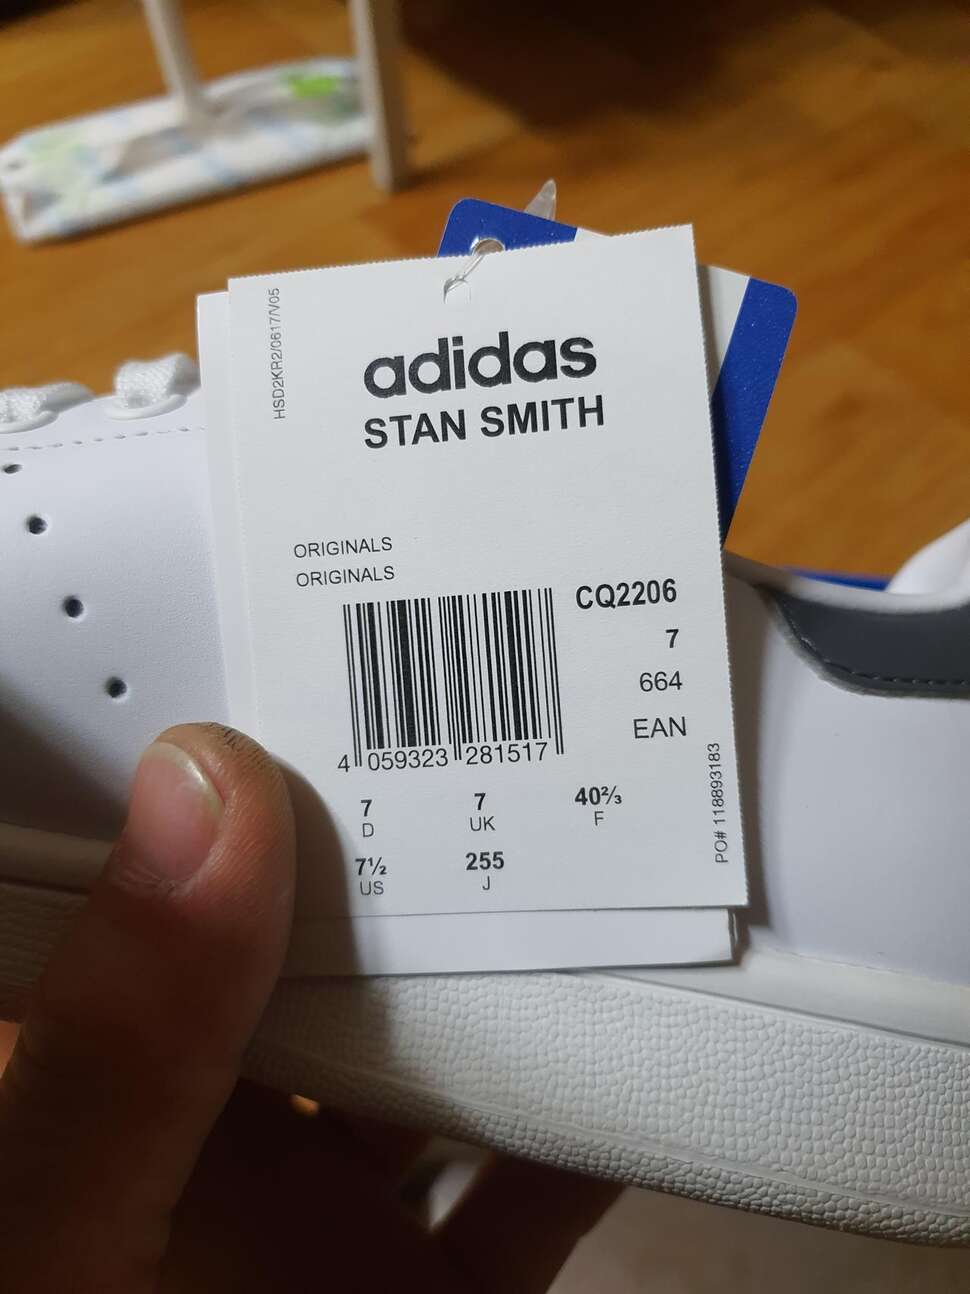 HSD2KR2/0617/V05
adidas
STAN SMITH
ORIGINALS
ORIGINALS
CQ2206
7
664
EAN
4 059323 281517
7 7 40⅔
D UK F
7½ 255
US J
PO# 118893183